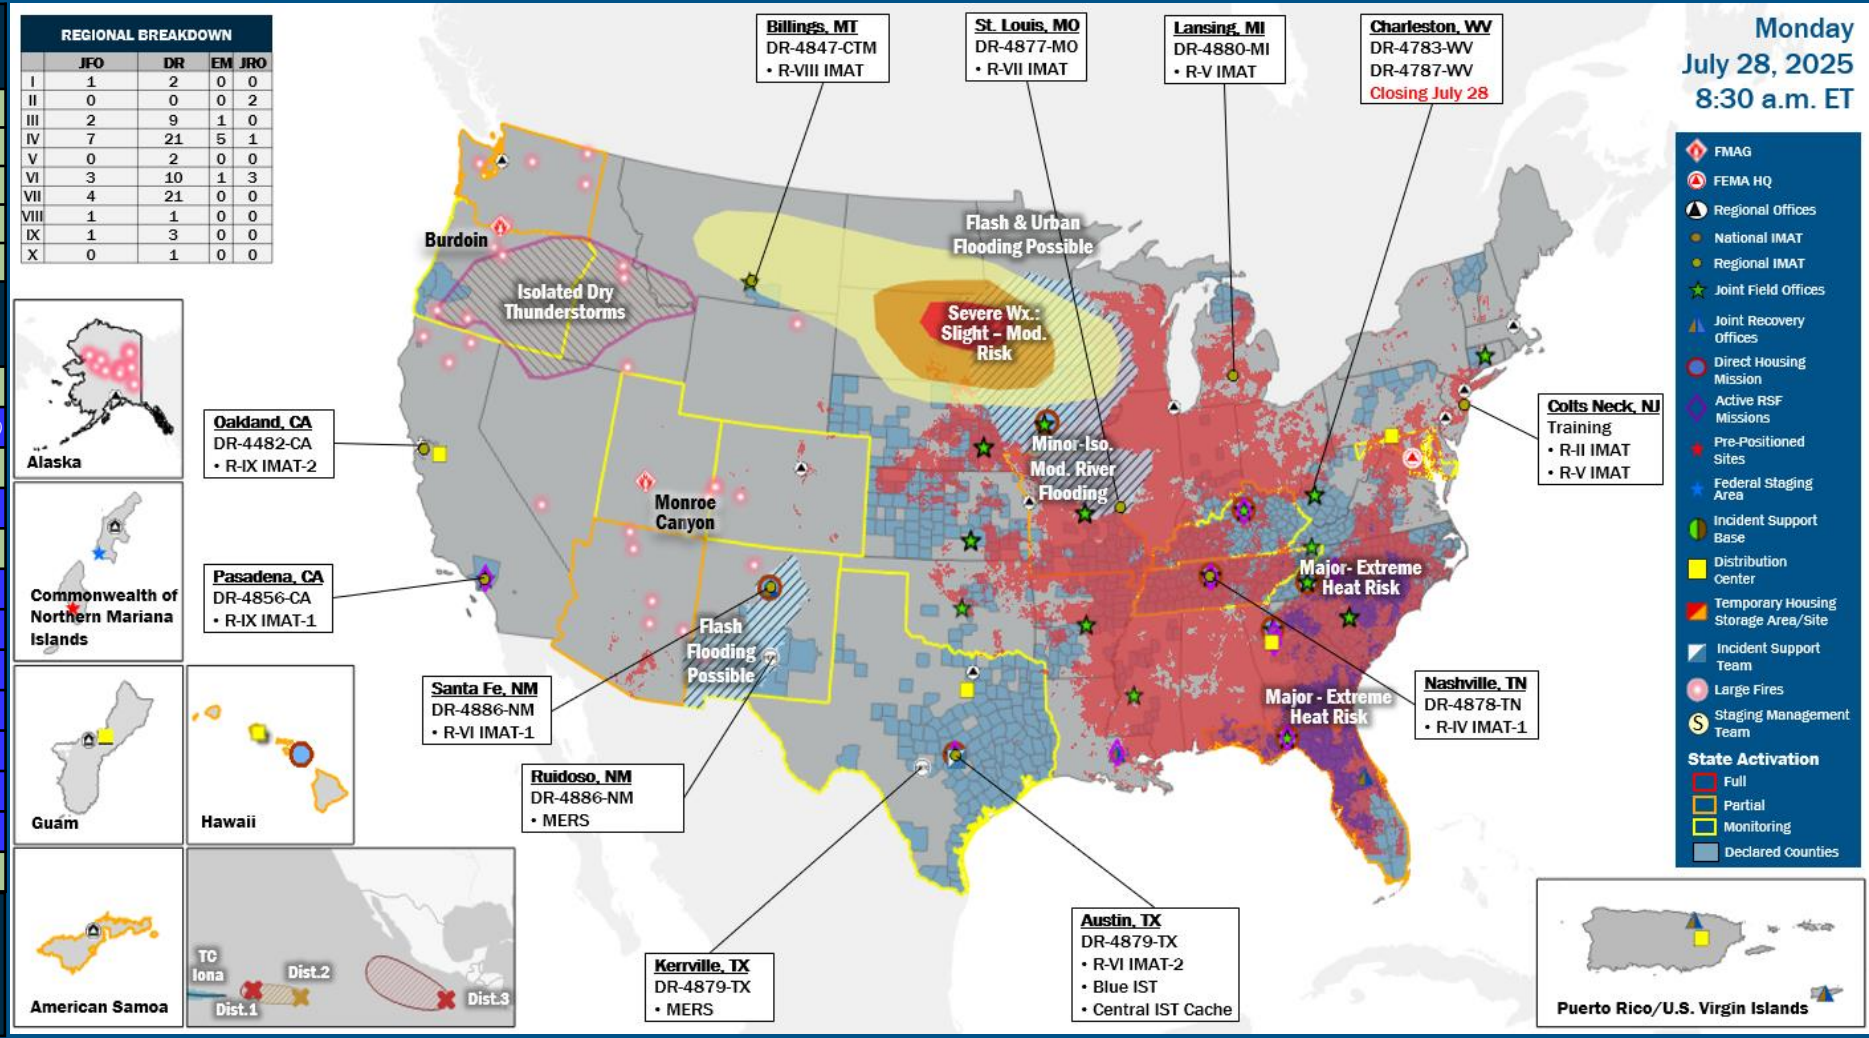 REGIONAL BREAKDOWN
JFO DR EM JRO
I 1 2 0 0
II 0 0 0 2
III 2 9 1 0
IV 7 21 5 1
V 0 2 0 0
VI 3 10 1 3
VII 4 21 0 0
VIII 1 1 0 0
IX 1 3 0 0
X 0 1 0 0
Billings, MT
DR-4847-CTM
• R-VIII IMAT
St. Louis, MO
DR-4877-MO
• R-VII IMAT
Lansing, MI
DR-4880-MI
• R-V IMAT
Charleston, WV
DR-4783-WV
DR-4787-WV
Closing July 28
Monday
July 28, 2025
8:30 a.m. ET
Burdoin
Isolated Dry
Thunderstorms
Flash & Urban
Flooding Possible
Severe Wx.:
Slight – Mod.
Risk
Minor-Iso.
Mod. River
Flooding
Monroe
Canyon
Flash
Flooding
Possible
Major- Extreme
Heat Risk
Major - Extreme
Heat Risk
Oakland, CA
DR-4482-CA
• R-IX IMAT-2
Pasadena, CA
DR-4856-CA
• R-IX IMAT-1
Santa Fe, NM
DR-4886-NM
• R-VI IMAT-1
Ruidoso, NM
DR-4886-NM
• MERS
Kerrville, TX
DR-4879-TX
• MERS
Austin, TX
DR-4879-TX
• R-VI IMAT-2
• Blue IST
• Central IST Cache
Nashville, TN
DR-4878-TN
• R-IV IMAT-1
Colts Neck, NJ
Training
• R-II IMAT
• R-V IMAT
Alaska
Commonwealth of
Northern Mariana
Islands
Guam
Hawaii
American Samoa
TC
Iona
Dist.1
Dist.2
Dist.3
Puerto Rico/U.S. Virgin Islands
FMAG
FEMA HQ
Regional Offices
National IMAT
Regional IMAT
Joint Field Offices
Joint Recovery
Offices
Direct Housing
Mission
Active RSF
Missions
Pre-Positioned
Sites
Federal Staging
Area
Incident Support
Base
Distribution
Center
Temporary Housing
Storage Area/Site
Incident Support
Team
Large Fires
S
Staging Management
Team
State Activation
Full
Partial
Monitoring
Declared Counties